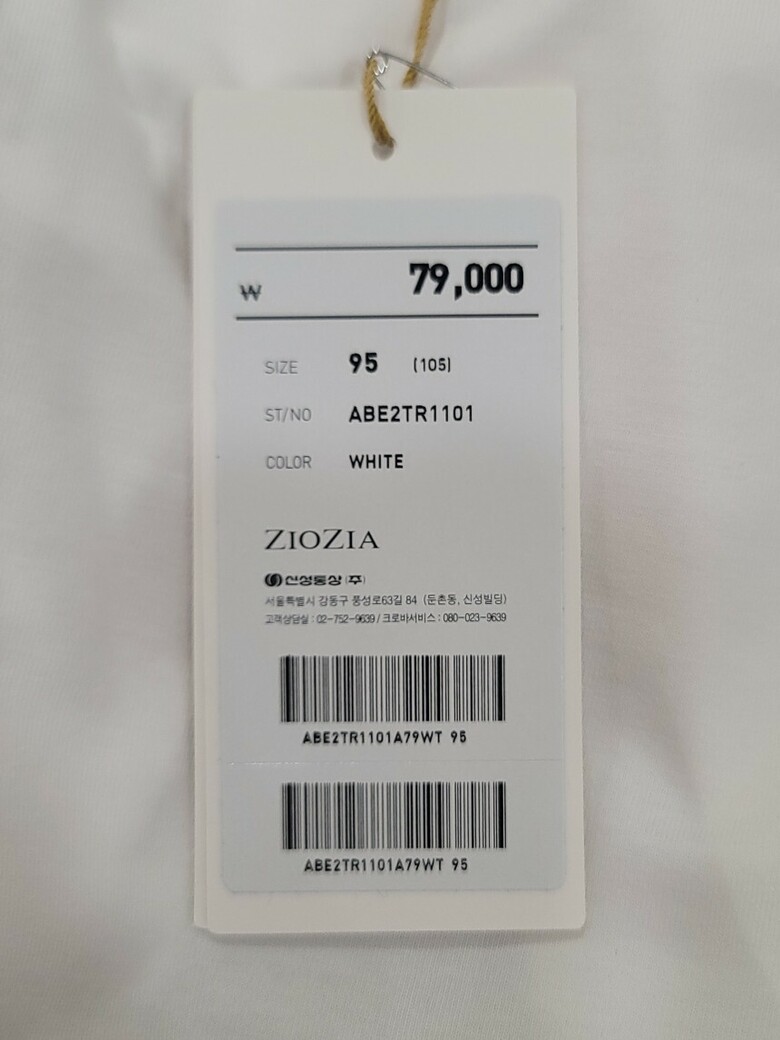 ₩ 79,000
SIZE 95 (105)
ST/NO ABE2TR1101
COLOR WHITE
ZIOZIA
신성통상(주)
서울특별시 강동구 풍성로63길 84 (둔촌동, 신성빌딩)
고객상담실 : 02-752-9639 / 크로바서비스 : 080-023-9639
ABE2TR1101A79WT 95
ABE2TR1101A79WT 95